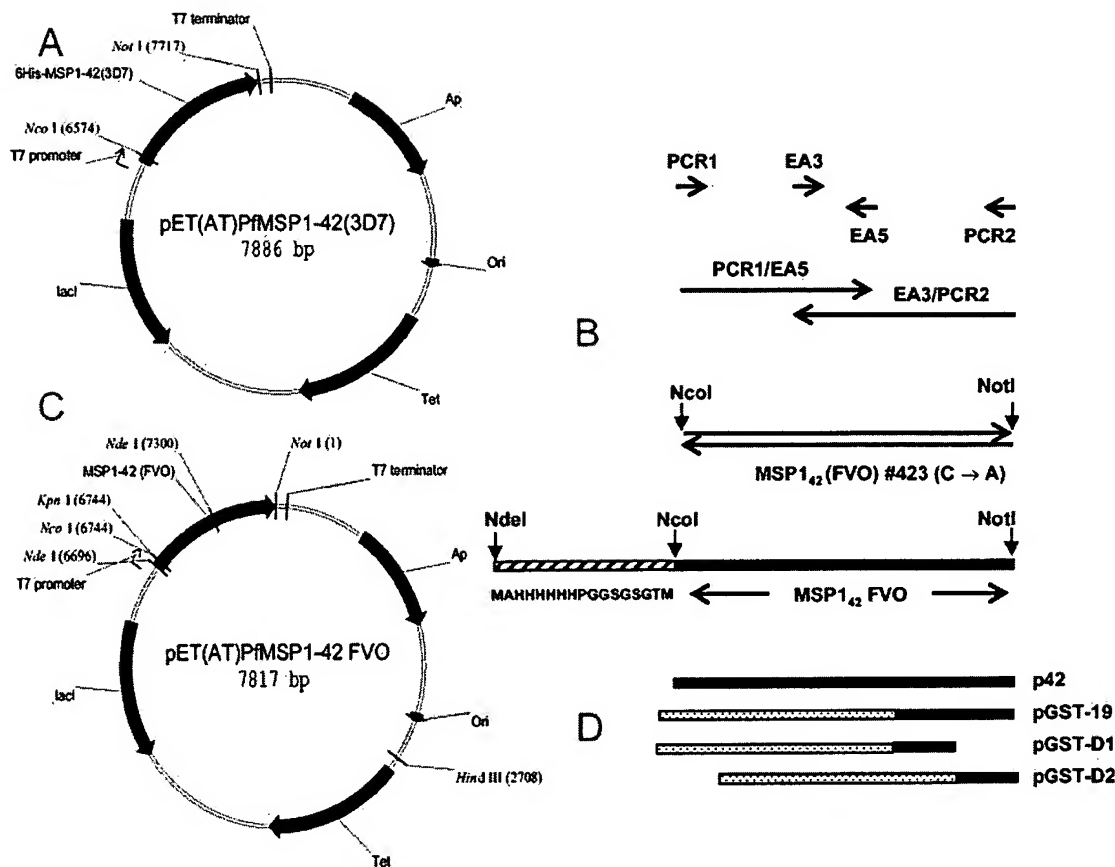 A
T7 terminator
Not I (7717)
6His-MSP1-42(3D7)
Nco I (6574)
T7 promoter
Ap
pET(AT)PfMSP1-42(3D7)
7886 bp
Ori
lacI
Tet
B
PCR1
EA3
EA5
PCR2
PCR1/EA5
EA3/PCR2
NcoI
NotI
MSP1₄₂ (FVO) #423 (C → A)
NdeI
NcoI
NotI
MAHHHHHHPGGSGSGTM
MSP1₄₂ FVO
C
Nde I (7300)
Not I (1)
MSP1-42 (FVO)
T7 terminator
Kpn I (6744)
Nco I (6744)
Nde I (6696)
T7 promoter
Ap
pET(AT)PfMSP1-42 FVO
7817 bp
lacI
Ori
Hind III (2708)
Tet
D
p42
pGST-19
pGST-D1
pGST-D2